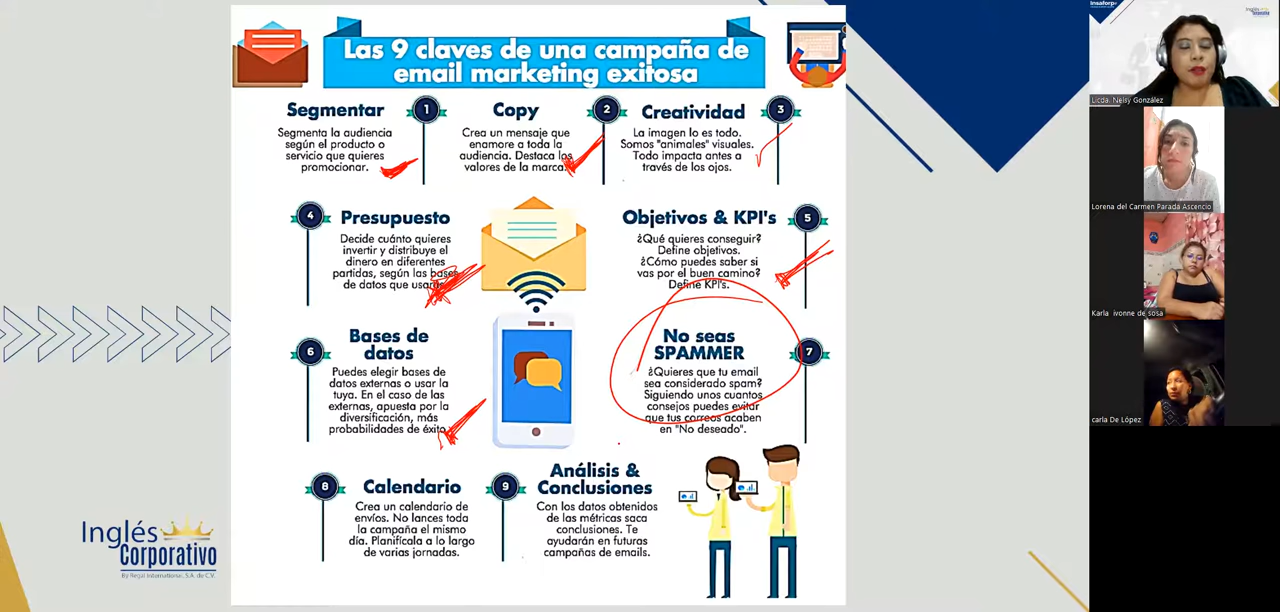 Las 9 claves de una campaña de
email marketing exitosa
Segmentar
1
Segmenta la audiencia
según el producto o
servicio que quieres
promocionar.
Copy
2
Crea un mensaje que
enamore a toda la
audiencia. Destaca los
valores de la marca.
Creatividad
3
La imagen lo es todo.
Somos "animales" visuales.
Todo impacta antes a
través de los ojos.
4
Presupuesto
Decide cuánto quieres
invertir y distribuye el
dinero en diferentes
partidas, según las bases
de datos que usarás.
Objetivos & KPI's
5
¿Qué quieres conseguir?
Define objetivos.
¿Cómo puedes saber si
vas por el buen camino?
Define KPI's.
6
Bases de
datos
Puedes elegir bases de
datos externas o usar la
tuya. En el caso de las
externas, apuesta por la
diversificación, más
probabilidades de éxito.
No seas
SPAMMER
7
¿Quieres que tu email
sea considerado spam?
Siguiendo unos cuantos
consejos puedes evitar
que tus correos acaben
en "No deseado".
8
Calendario
Crea un calendario de
envíos. No lances toda
la campaña el mismo
día. Planifícala a lo largo
de varias jornadas.
9
Análisis &
Conclusiones
Con los datos obtenidos
de las métricas saca
conclusiones. Te
ayudarán en futuras
campañas de emails.
Inglés
Corporativo
By Regal International, S.A. de C.V.
Insaforp
Licda. Neisy González
Lorena del Carmen Parada Ascencio
Karla ivonne de sosa
carla De López